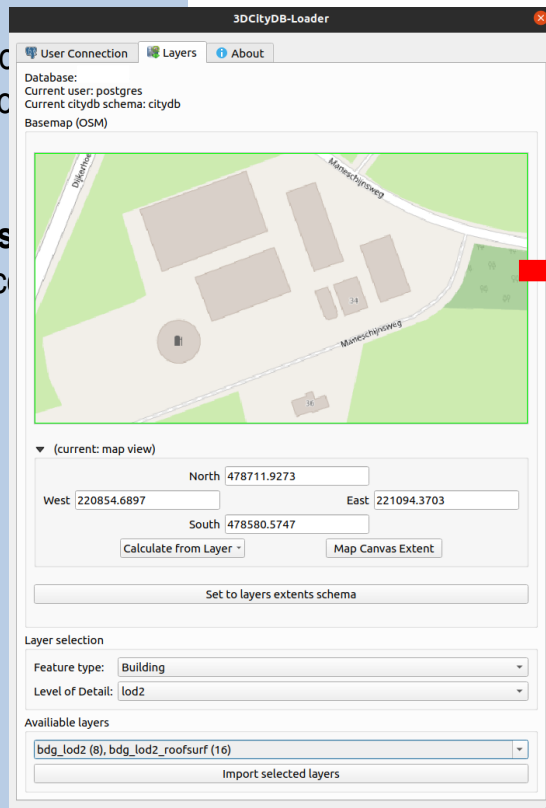 3DCityDB-Loader
User Connection Layers About
Database:
Current user: postgres
Current citydb schema: citydb
Basemap (OSM)
Dijkerhoe
Maneschijnsweg
34
Maneschijnsweg
(current: map view)
North 478711.9273
West 220854.6897 East 221094.3703
South 478580.5747
Calculate from Layer Map Canvas Extent
Set to layers extents schema
Layer selection
Feature type: Building
Level of Detail: lod2
Availiable layers
bdg_lod2 (8), bdg_lod2_roofsurf (16)
Import selected layers